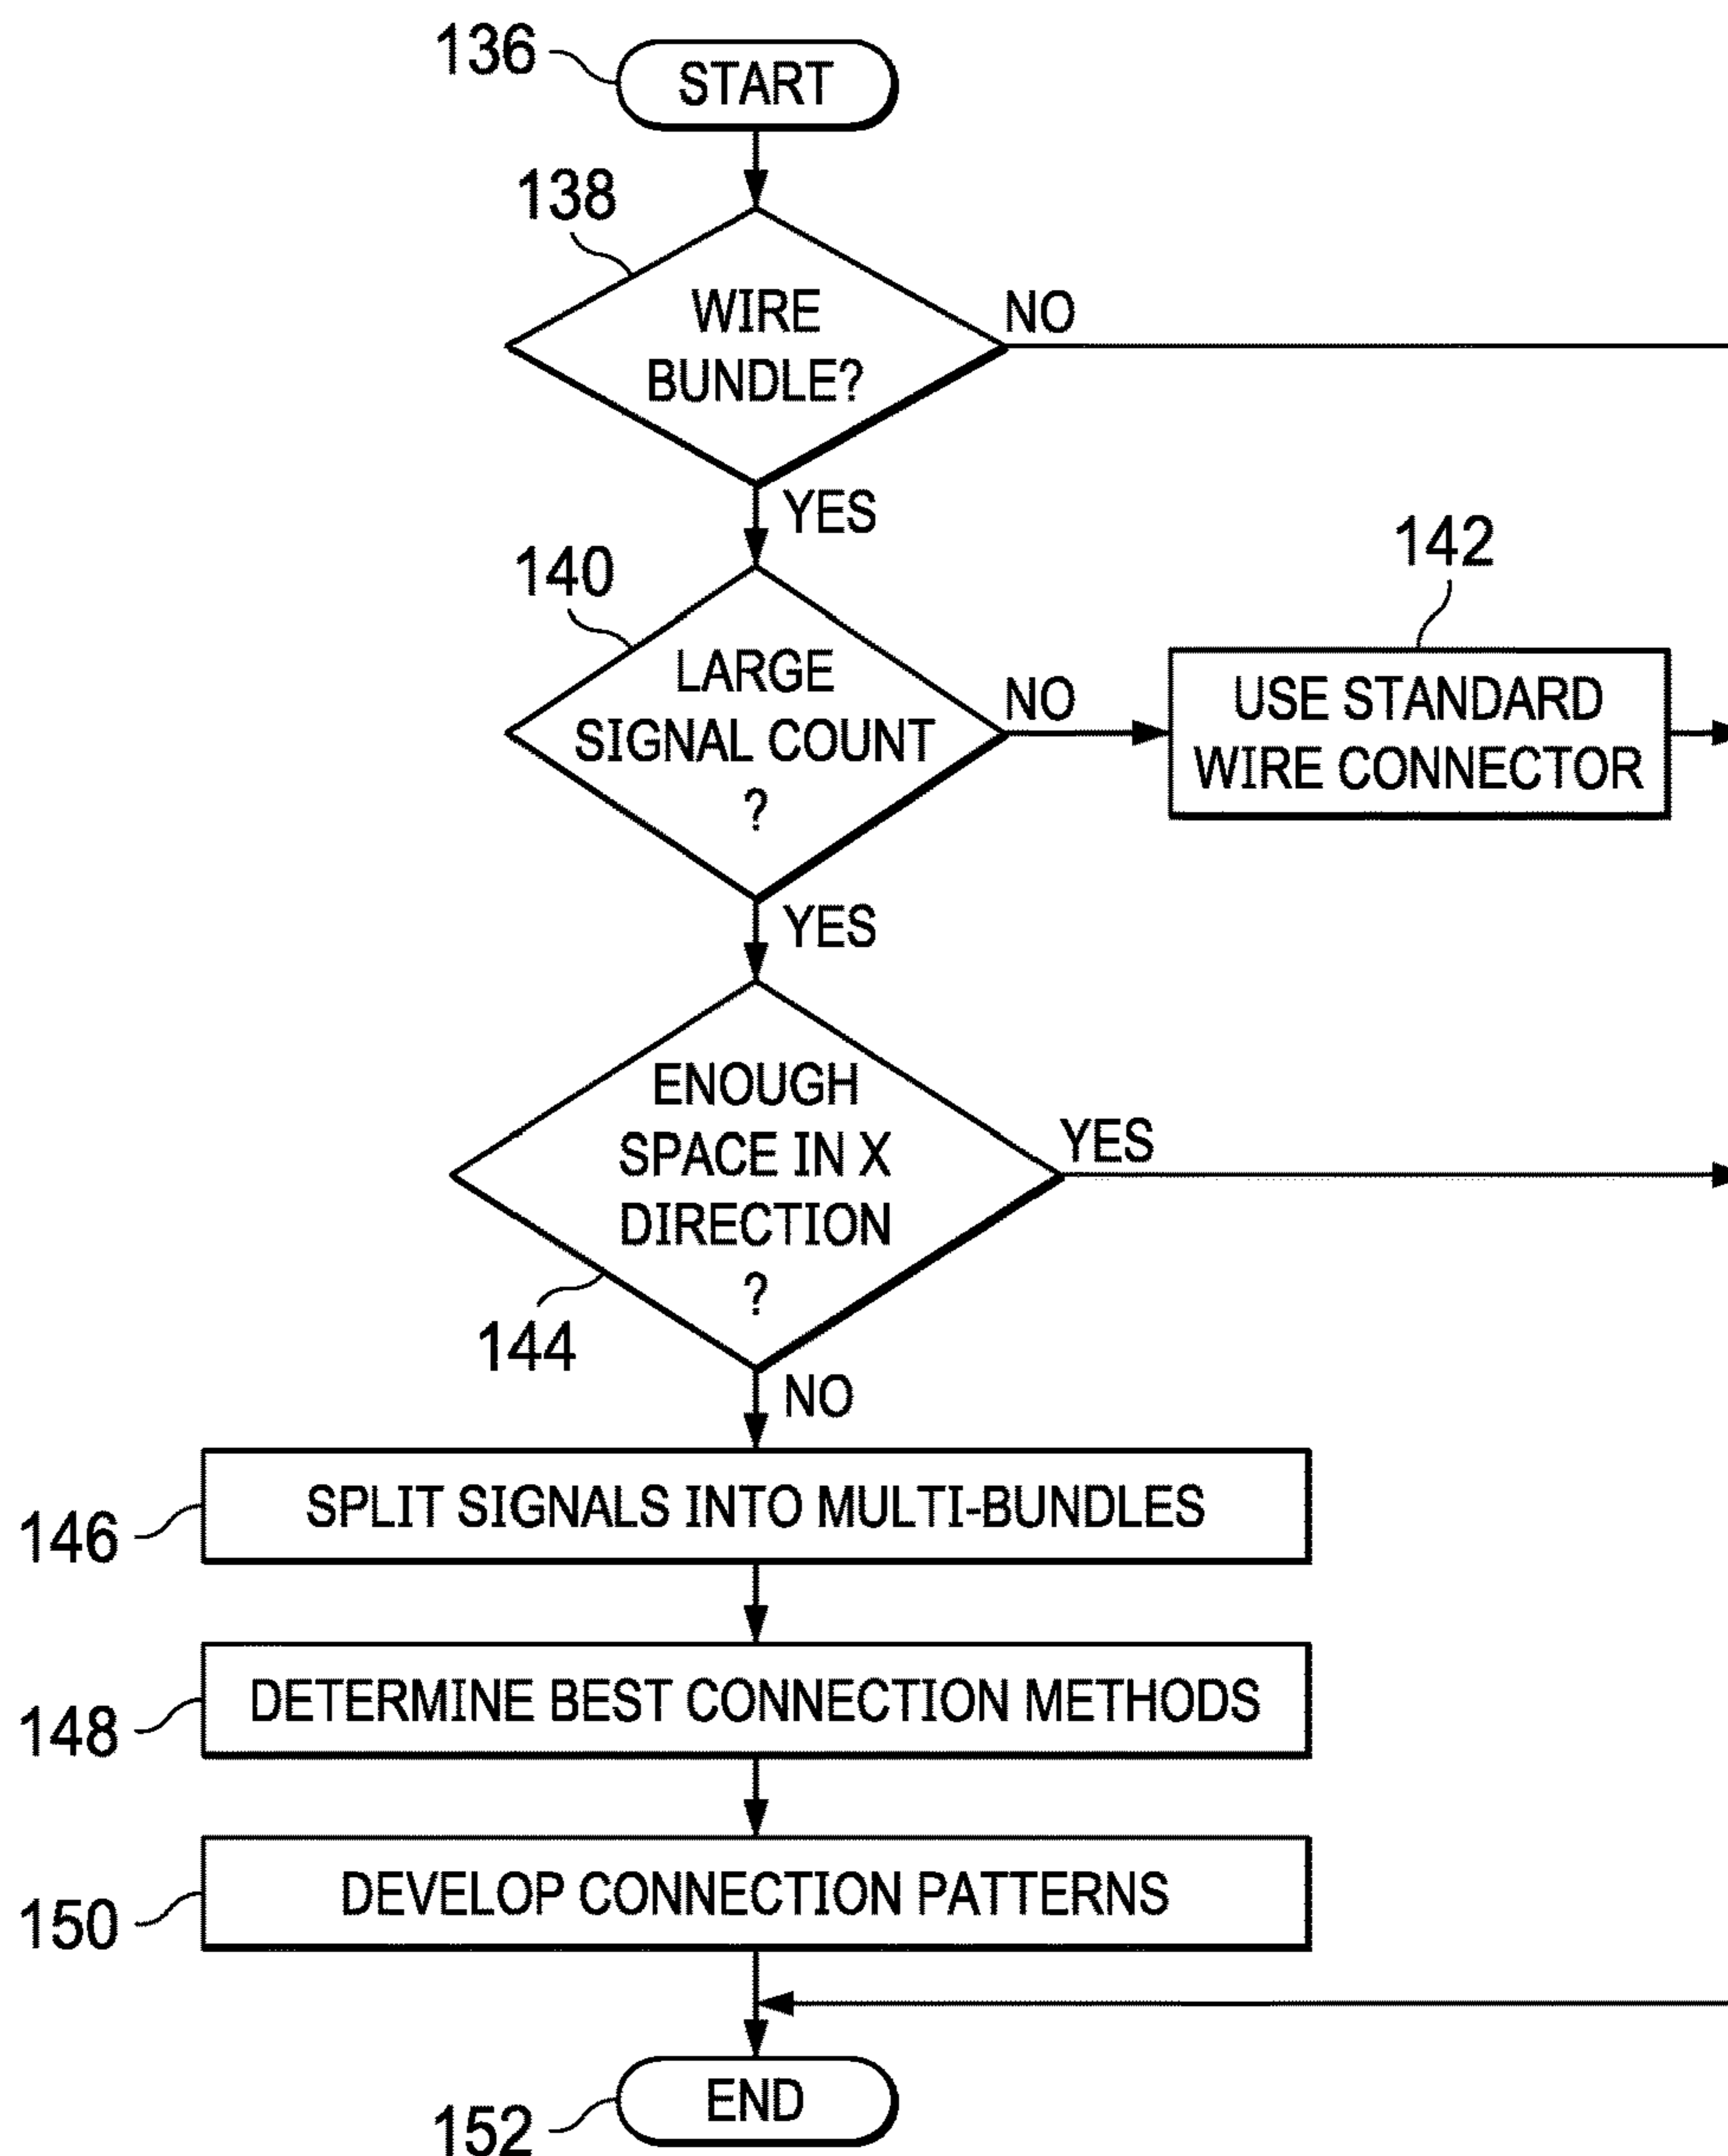 136
START
138
WIRE
BUNDLE?
NO
YES
140
LARGE
SIGNAL COUNT
?
NO
142
USE STANDARD
WIRE CONNECTOR
YES
ENOUGH
SPACE IN X
DIRECTION
?
YES
144
NO
146
SPLIT SIGNALS INTO MULTI-BUNDLES
148
DETERMINE BEST CONNECTION METHODS
150
DEVELOP CONNECTION PATTERNS
152
END